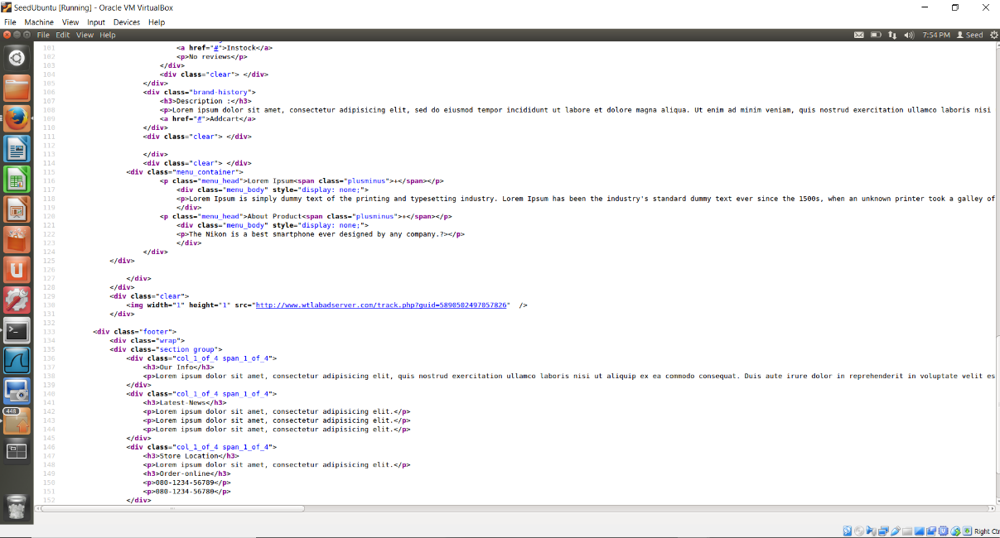 SeedUbuntu [Running] - Oracle VM VirtualBox
File Machine View Input Devices Help
File Edit View Help 7:54 PM Seed
101 <a href="#">Instock</a>
102 <p>No reviews</p>
103 </div>
104 <div class="clear"> </div>
105 </div>
106 <div class="brand-history">
107 <h3>Description :</h3>
108 <p>Lorem ipsum dolor sit amet, consectetur adipisicing elit, sed do eiusmod tempor incididunt ut labore et dolore magna aliqua. Ut enim ad minim veniam, quis nostrud exercitation ullamco laboris nisi
109 <a href="#">Addcart</a>
110 </div>
111 <div class="clear"> </div>
112
113 </div>
114 <div class="clear"> </div>
115 <div class="menu_container">
116 <p class="menu_head">Lorem Ipsum<span class="plusminus">+</span></p>
117 <div class="menu_body" style="display: none;">
118 <p>Lorem Ipsum is simply dummy text of the printing and typesetting industry. Lorem Ipsum has been the industry's standard dummy text ever since the 1500s, when an unknown printer took a galley of
119 </div>
120 <p class="menu_head">About Product<span class="plusminus">+</span></p>
121 <div class="menu_body" style="display: none;">
122 <p>The Nikon is a best smartphone ever designed by any company.?></p>
123 </div>
124 </div>
125 </div>
126
127 </div>
128 </div>
129 <div class="clear">
130 <img width="1" height="1" src="http://www.wtlabadserver.com/track.php?guid=5890502497057826" />
131 </div>
132
133 <div class="footer">
134 <div class="wrap">
135 <div class="section group">
136 <div class="col_1_of_4 span_1_of_4">
137 <h3>Our Info</h3>
138 <p>Lorem ipsum dolor sit amet, consectetur adipisicing elit, quis nostrud exercitation ullamco laboris nisi ut aliquip ex ea commodo consequat. Duis aute irure dolor in reprehenderit in voluptate velit es
139 </div>
140 <div class="col_1_of_4 span_1_of_4">
141 <h3>Latest-News</h3>
142 <p>Lorem ipsum dolor sit amet, consectetur adipisicing elit.</p>
143 <p>Lorem ipsum dolor sit amet, consectetur adipisicing elit.</p>
144 <p>Lorem ipsum dolor sit amet, consectetur adipisicing elit.</p>
145 </div>
146 <div class="col_1_of_4 span_1_of_4">
147 <h3>Store Location</h3>
148 <p>Lorem ipsum dolor sit amet, consectetur adipisicing elit.</p>
149 <h3>Order-online</h3>
150 <p>080-1234-56789</p>
151 <p>080-1234-56780</p>
152 </div>
448
Right Ctr